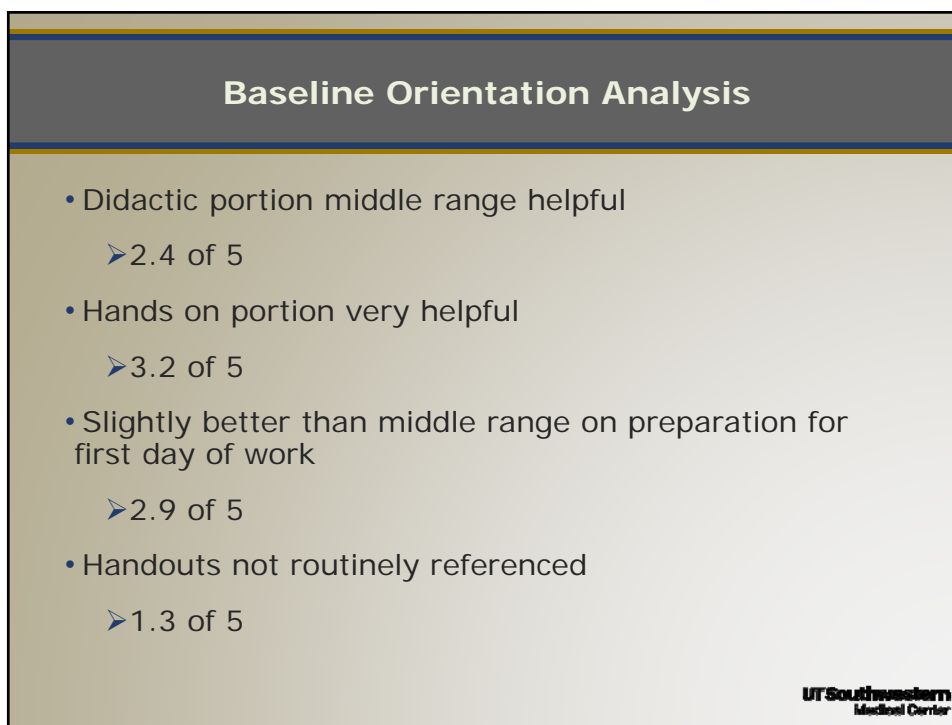 Baseline Orientation Analysis
• Didactic portion middle range helpful
➢2.4 of 5
• Hands on portion very helpful
➢3.2 of 5
• Slightly better than middle range on preparation for
first day of work
➢2.9 of 5
• Handouts not routinely referenced
➢1.3 of 5
UTSouthwestern
Medical Center